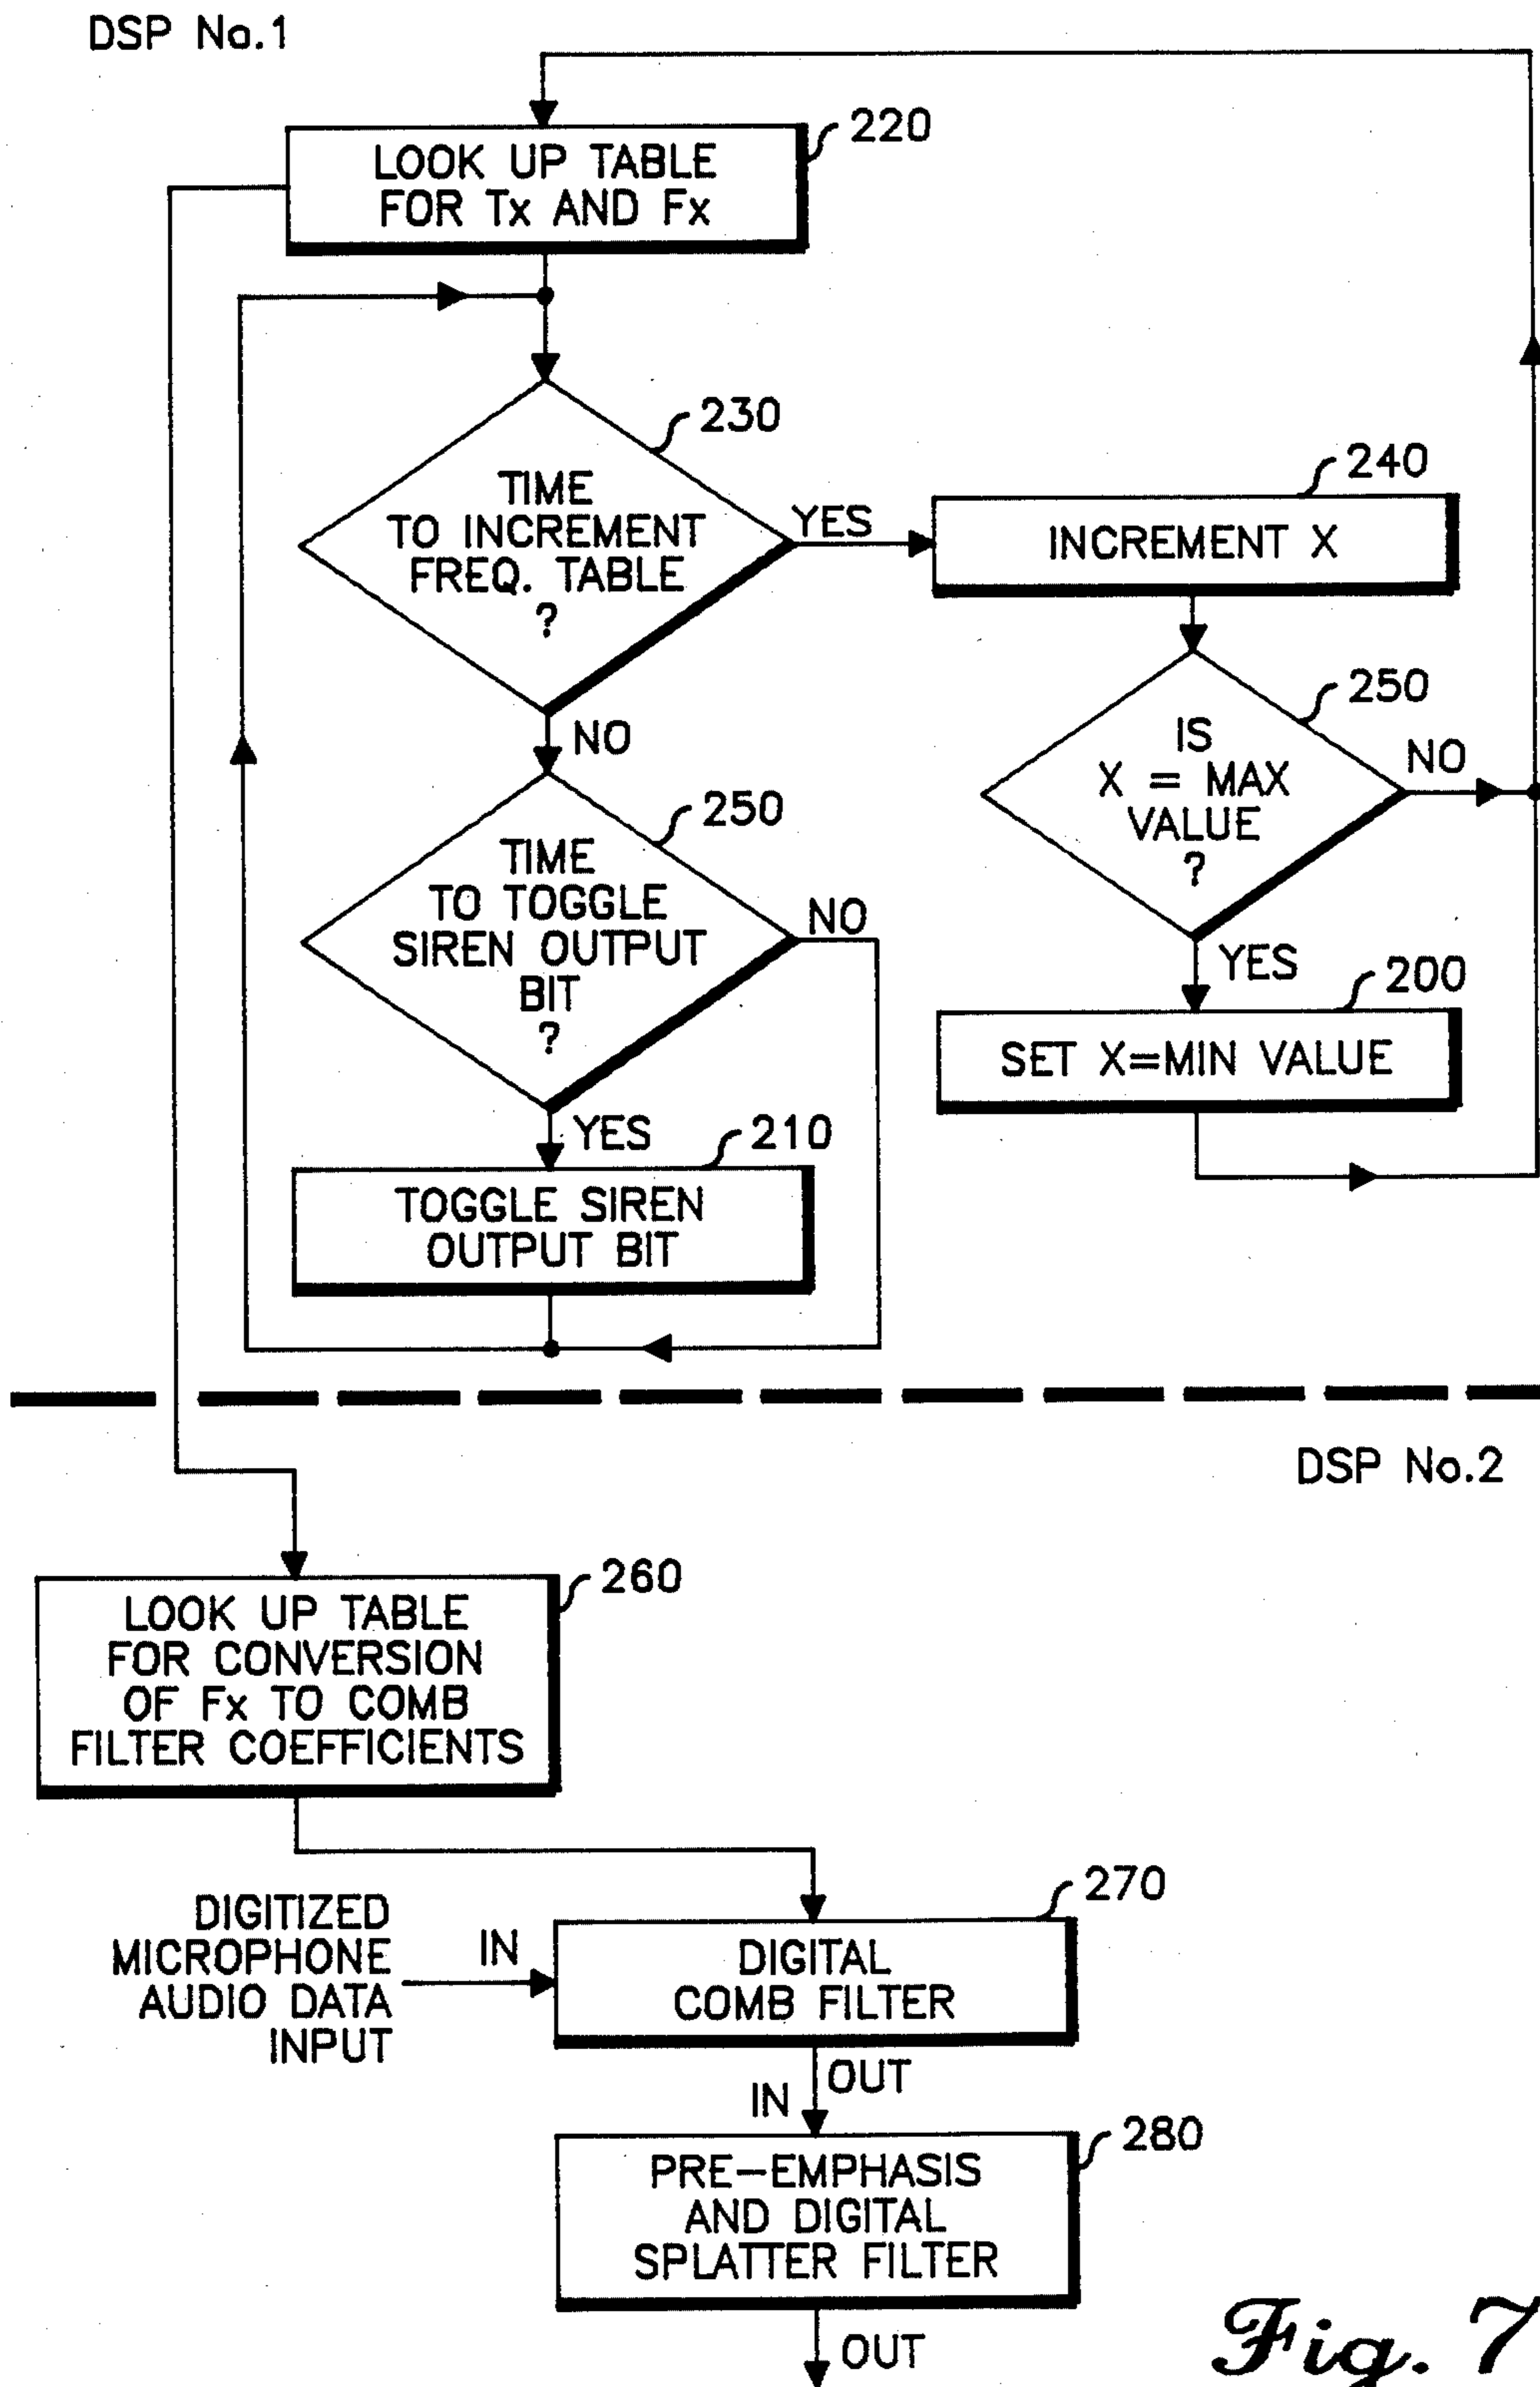 DSP No.1
220
LOOK UP TABLE
FOR Tx AND Fx
230
TIME
TO INCREMENT
FREQ. TABLE
?
YES
240
INCREMENT X
NO
250
IS
X = MAX
VALUE
?
NO
250
TIME
TO TOGGLE
SIREN OUTPUT
BIT
?
NO
YES
200
SET X=MIN VALUE
YES
210
TOGGLE SIREN
OUTPUT BIT
DSP No.2
260
LOOK UP TABLE
FOR CONVERSION
OF Fx TO COMB
FILTER COEFFICIENTS
DIGITIZED
MICROPHONE
AUDIO DATA
INPUT
IN
270
DIGITAL
COMB FILTER
OUT
IN
280
PRE-EMPHASIS
AND DIGITAL
SPLATTER FILTER
OUT
Fig. 7